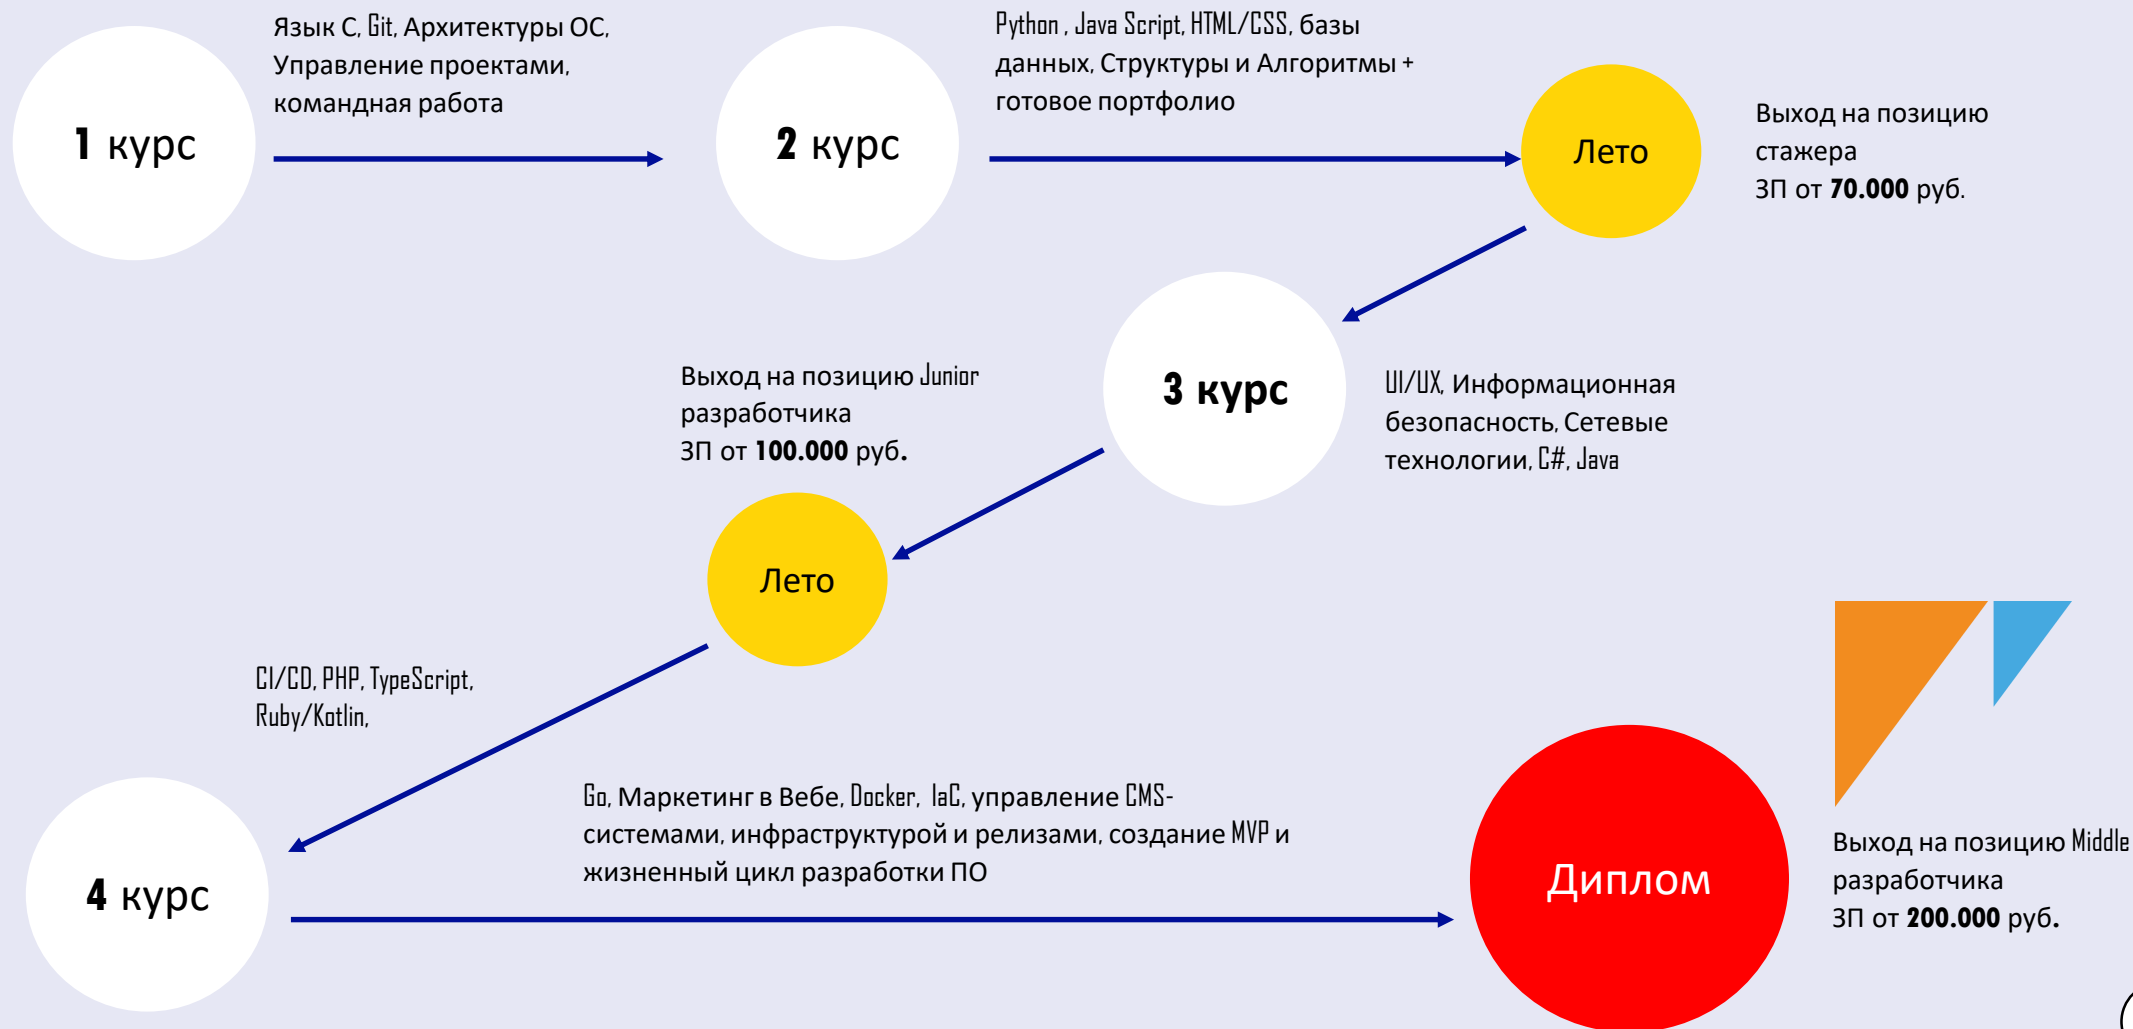 1 курс
Язык С, Git, Архитектуры ОС,
Управление проектами,
командная работа
2 курс
Python , Java Script, HTML/CSS, базы
данных, Структуры и Алгоритмы +
готовое портфолио
Лето
Выход на позицию
стажера
ЗП от 70.000 руб.
3 курс
UI/UX, Информационная
безопасность, Сетевые
технологии, C#, Java
Выход на позицию Junior
разработчика
ЗП от 100.000 руб.
Лето
CI/CD, PHP, TypeScript,
Ruby/Kotlin,
4 курс
Go, Маркетинг в Вебе, Docker, IaC, управление CMS-
системами, инфраструктурой и релизами, создание MVP и
жизненный цикл разработки ПО
Диплом
Выход на позицию Middle
разработчика
ЗП от 200.000 руб.